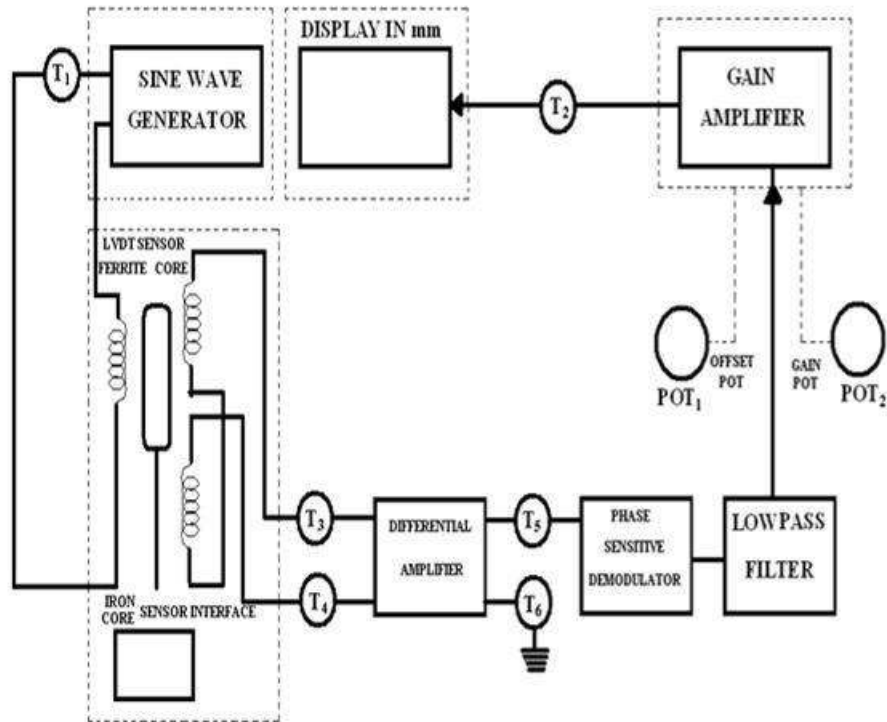 DISPLAY IN mm
T1
SINE WAVE
GENERATOR
T2
GAIN
AMPLIFIER
LVDT SENSOR
FERRITE CORE
OFFSET
POT
POT1
GAIN
POT
POT2
T3
DIFFERENTIAL
AMPLIFIER
T5
PHASE
SENSITIVE
DEMODULATOR
LOWPASS
FILTER
T4
T6
IRON
CORE
SENSOR INTERFACE